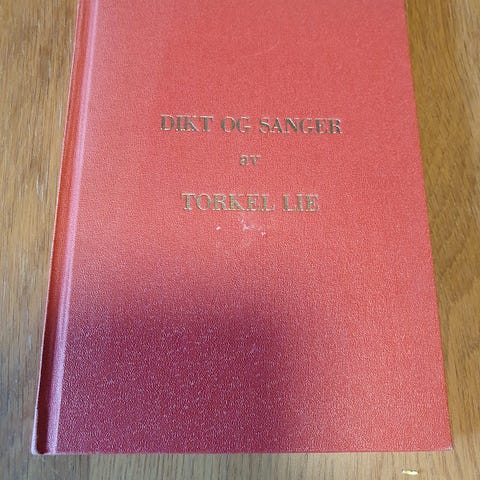 DIKT OG SANGER
av
TORKEL LIE